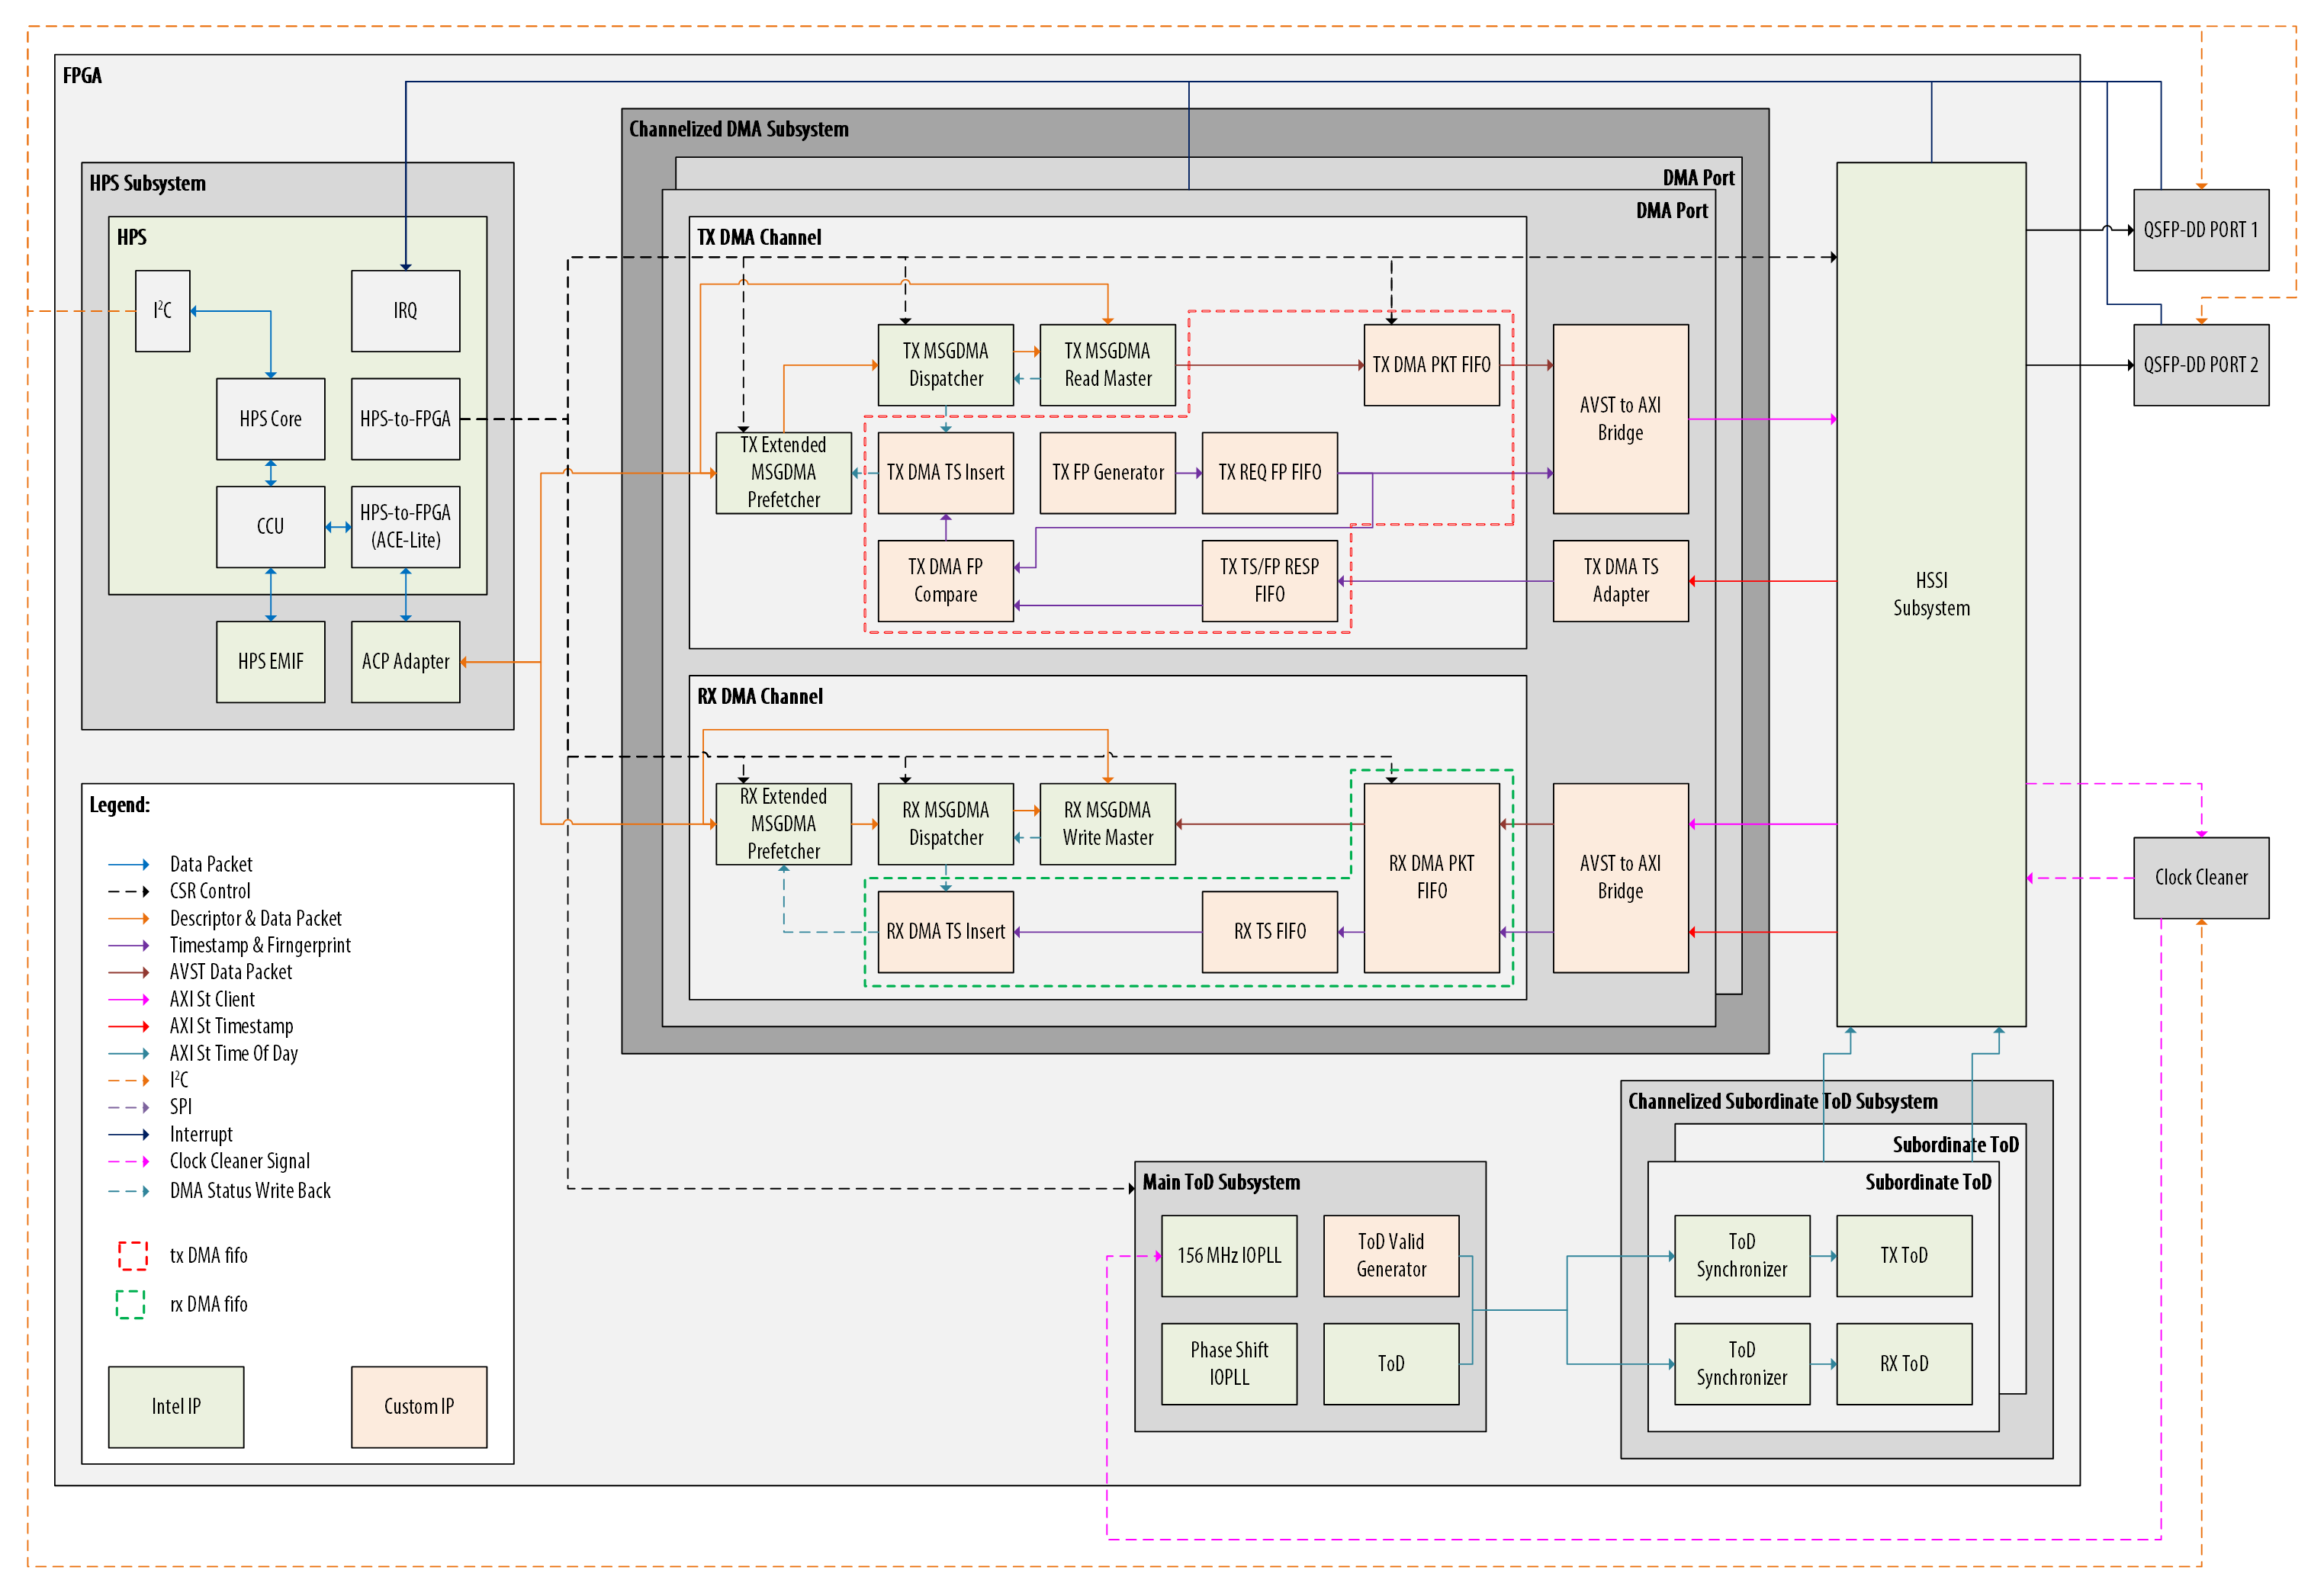 FPGA
Channelized DMA Subsystem
HPS Subsystem
DMA Port
DMA Port
HPS
TX DMA Channel
I²C
IRQ
HPS Core
HPS-to-FPGA
CCU
HPS-to-FPGA
(ACE-Lite)
HPS EMIF
ACP Adapter
TX MSGDMA
Dispatcher
TX MSGDMA
Read Master
TX DMA PKT FIFO
AVST to AXI
Bridge
TX Extended
MSGDMA
Prefetcher
TX DMA TS Insert
TX FP Generator
TX REQ FP FIFO
TX DMA FP
Compare
TX TS/FP RESP
FIFO
TX DMA TS
Adapter
HSSI
Subsystem
QSFP-DD PORT 1
QSFP-DD PORT 2
RX DMA Channel
RX Extended
MSGDMA
Prefetcher
RX MSGDMA
Dispatcher
RX MSGDMA
Write Master
RX DMA PKT
FIFO
AVST to AXI
Bridge
RX DMA TS Insert
RX TS FIFO
Clock Cleaner
Legend:
Data Packet
CSR Control
Descriptor & Data Packet
Timestamp & Firngerprint
AVST Data Packet
AXI St Client
AXI St Timestamp
AXI St Time Of Day
I²C
SPI
Interrupt
Clock Cleaner Signal
DMA Status Write Back
tx DMA fifo
rx DMA fifo
Intel IP
Custom IP
Main ToD Subsystem
156 MHz IOPLL
ToD Valid
Generator
Phase Shift
IOPLL
ToD
Channelized Subordinate ToD Subsystem
Subordinate ToD
Subordinate ToD
ToD
Synchronizer
TX ToD
ToD
Synchronizer
RX ToD